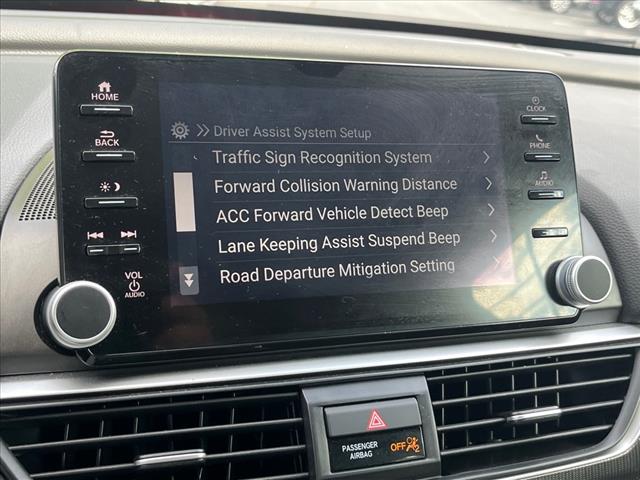 HOME
BACK
VOL
AUDIO
Driver Assist System Setup
Traffic Sign Recognition System
Forward Collision Warning Distance
ACC Forward Vehicle Detect Beep
Lane Keeping Assist Suspend Beep
Road Departure Mitigation Setting
CLOCK
PHONE
AUDIO
PASSENGER
AIRBAG
OFF
2